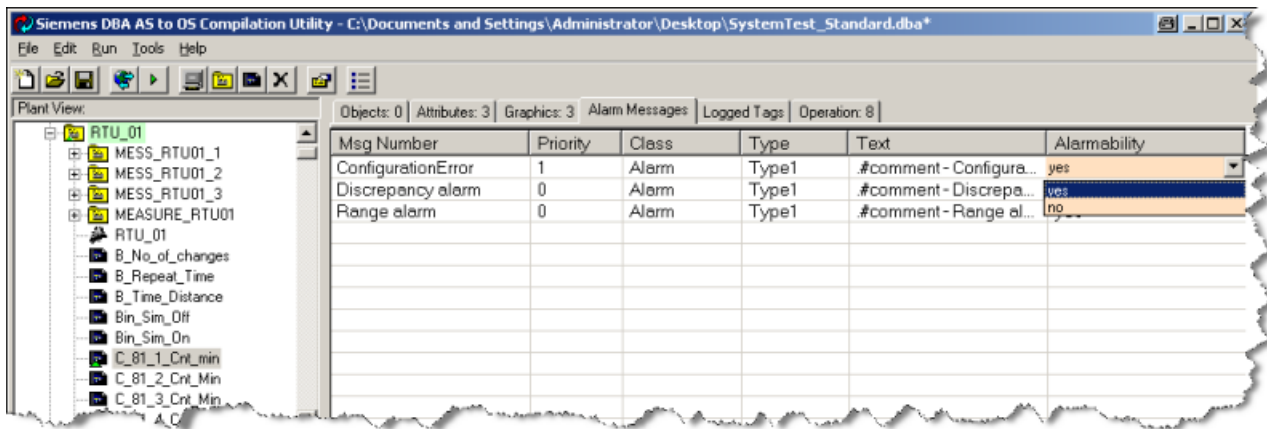 Siemens DBA AS to OS Compilation Utility - C:\Documents and Settings\Administrator\Desktop\SystemTest_Standard.dba*
File Edit Run Tools Help
Plant View:
RTU_01
MESS_RTU01_1
MESS_RTU01_2
MESS_RTU01_3
MEASURE_RTU01
RTU_01
B_No_of_changes
B_Repeat_Time
B_Time_Distance
Bin_Sim_Off
Bin_Sim_On
C_81_1_Cnt_min
C_81_2_Cnt_Min
C_81_3_Cnt_Min
Objects: 0 Attributes: 3 Graphics: 3 Alarm Messages Logged Tags Operation: 8
Msg Number Priority Class Type Text Alarmability
ConfigurationError 1 Alarm Type1 .#comment - Configura... yes
Discrepancy alarm 0 Alarm Type1 .#comment - Discrepa... yes
Range alarm 0 Alarm Type1 .#comment - Range al... no